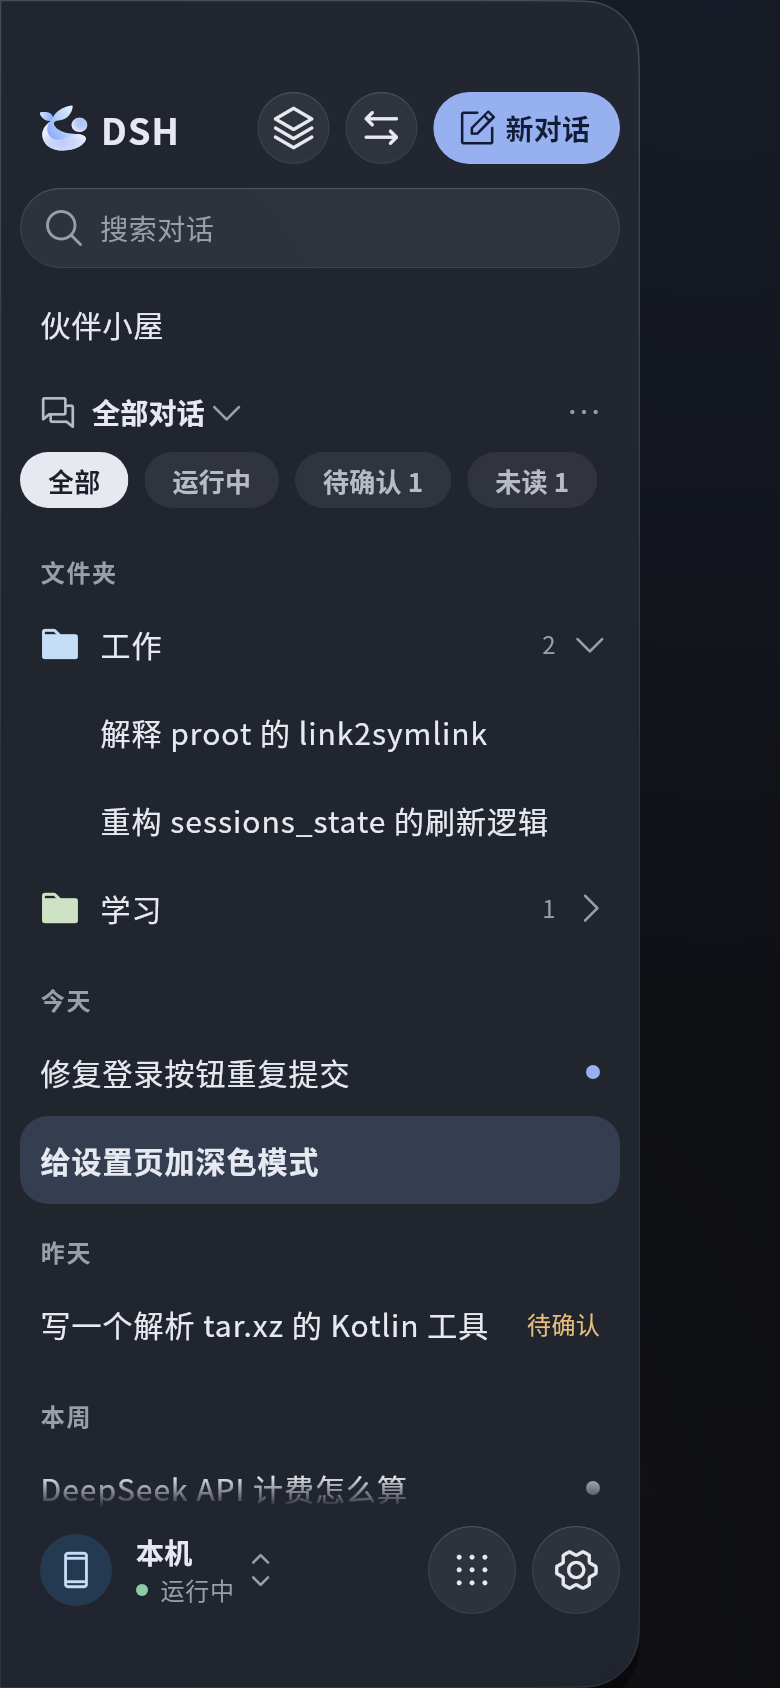 DSH
新对话
搜索对话
伙伴小屋
全部对话
全部 运行中 待确认 1 未读 1
文件夹
工作 2
解释 proot 的 link2symlink
重构 sessions_state 的刷新逻辑
学习 1
今天
修复登录按钮重复提交
给设置页加深色模式
昨天
写一个解析 tar.xz 的 Kotlin 工具 待确认
本周
DeepSeek API 计费怎么算
本机
运行中